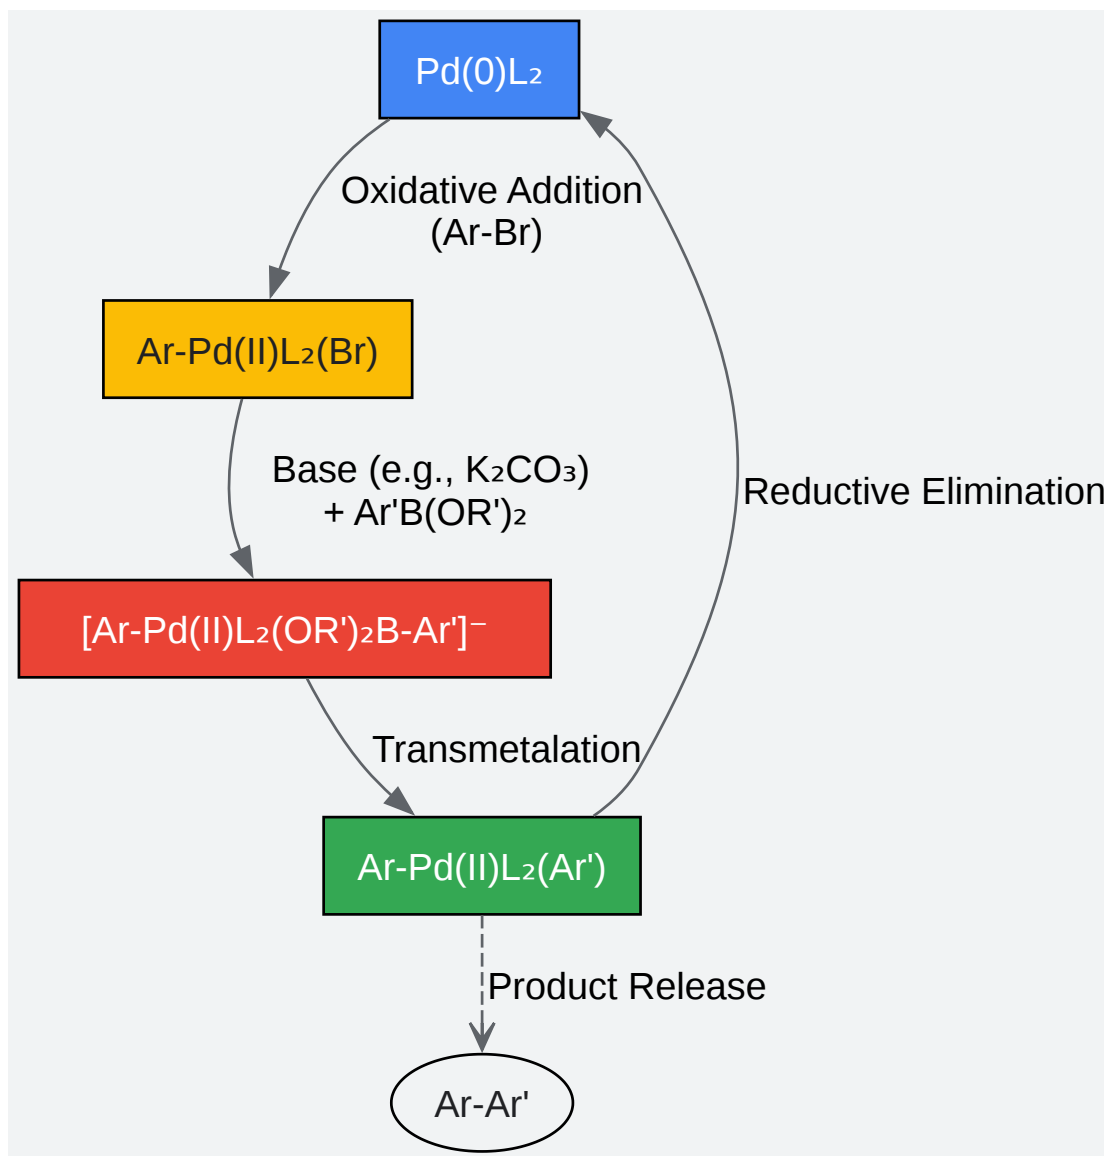 Pd(0)L₂
Oxidative Addition
(Ar-Br)
Ar-Pd(II)L₂(Br)
Base (e.g., K₂CO₃)
+ Ar'B(OR')₂
Reductive Elimination
[Ar-Pd(II)L₂(OR')₂B-Ar']⁻
Transmetalation
Ar-Pd(II)L₂(Ar')
Product Release
Ar-Ar'